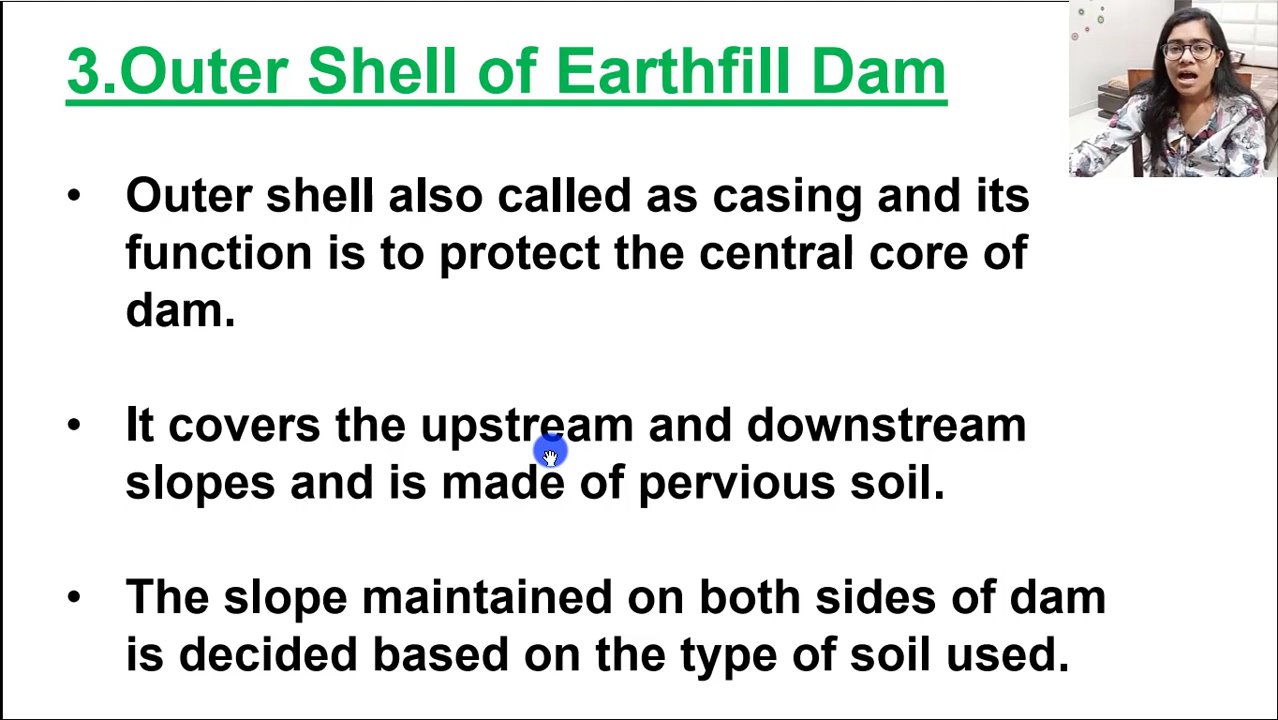 3.Outer Shell of Earthfill Dam
• Outer shell also called as casing and its
function is to protect the central core of
dam.
• It covers the upstream and downstream
slopes and is made of pervious soil.
• The slope maintained on both sides of dam
is decided based on the type of soil used.